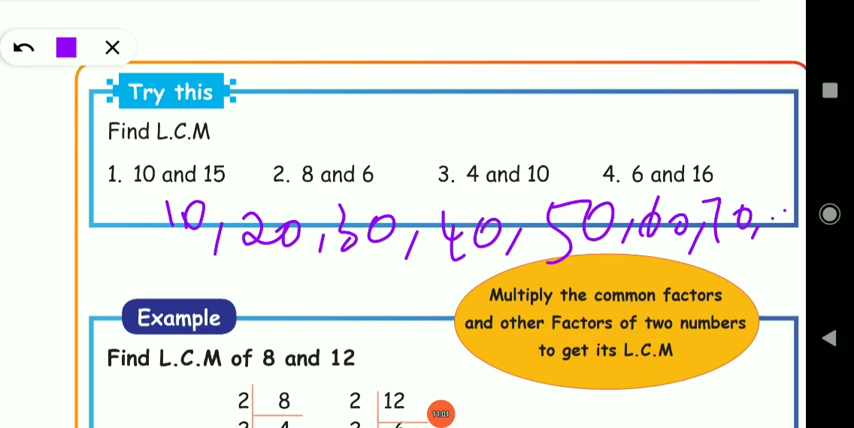 Try this
Find L.C.M
1. 10 and 15 2. 8 and 6 3. 4 and 10 4. 6 and 16
10, 20, 30, 40, 50, 60, 70, ...
Multiply the common factors
and other Factors of two numbers
to get its L.C.M
Example
Find L.C.M of 8 and 12
2 8 2 12
11:01